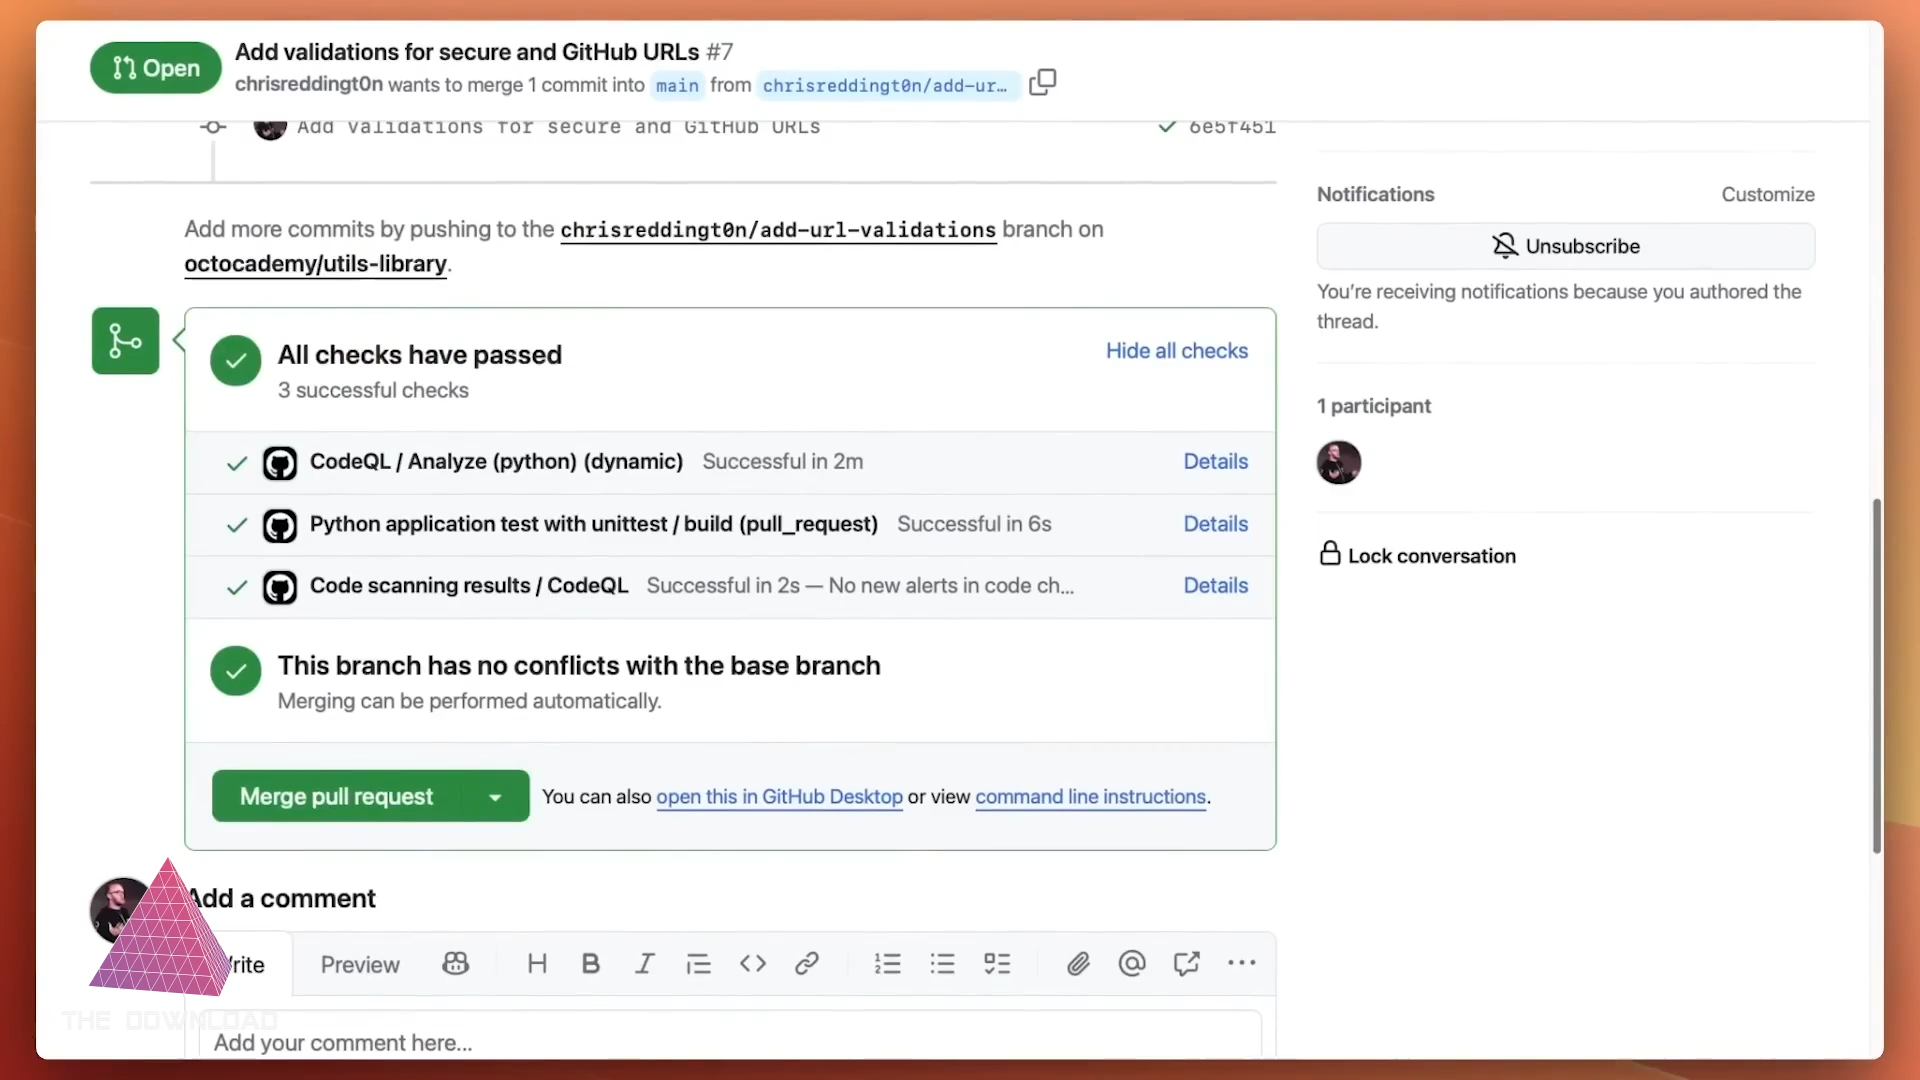 Open
Add validations for secure and GitHub URLs #7
chrisreddingt0n wants to merge 1 commit into main from chrisreddingt0n/add-ur…
Add validations for secure and GitHub URLs
6e5f451
Add more commits by pushing to the chrisreddingt0n/add-url-validations branch on
octocademy/utils-library.
All checks have passed
Hide all checks
3 successful checks
CodeQL / Analyze (python) (dynamic) Successful in 2m Details
Python application test with unittest / build (pull_request) Successful in 6s Details
Code scanning results / CodeQL Successful in 2s — No new alerts in code ch... Details
This branch has no conflicts with the base branch
Merging can be performed automatically.
Merge pull request
You can also open this in GitHub Desktop or view command line instructions.
Add a comment
rite
Preview
Add your comment here...
THE DOWNLOAD
Notifications
Customize
Unsubscribe
You're receiving notifications because you authored the
thread.
1 participant
Lock conversation